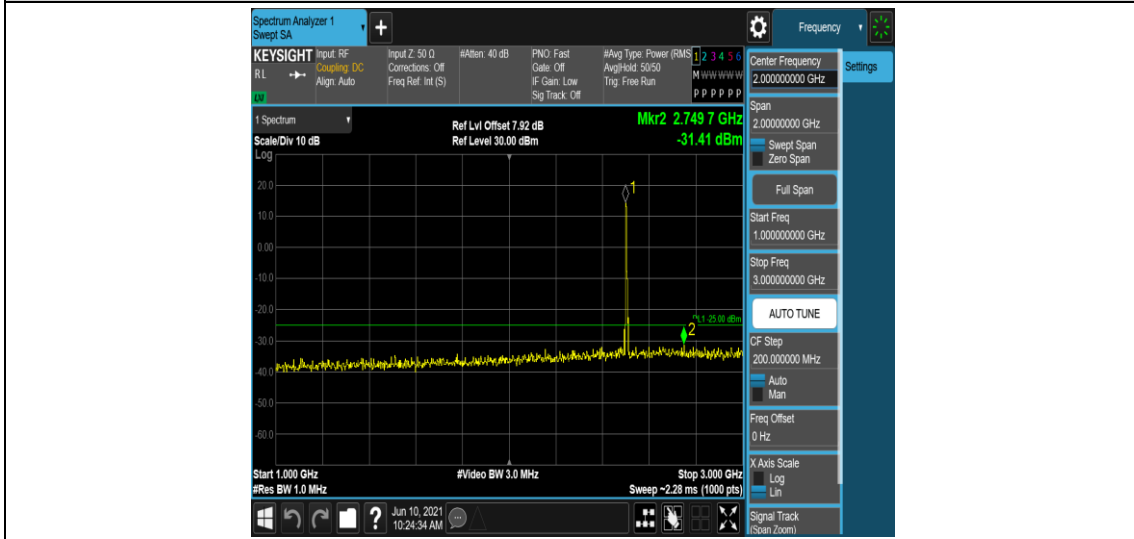 Spectrum Analyzer 1
Swept SA
+
Frequency
KEYSIGHT
RL
Input: RF
Coupling: DC
Align: Auto
Input Z: 50 Ω
Corrections: Off
Freq Ref: Int (S)
#Atten: 40 dB
PNO: Fast
Gate: Off
IF Gain: Low
Sig Track: Off
#Avg Type: Power (RMS
Avg|Hold: 50/50
Trig: Free Run
1 2 3 4 5 6
M W W W W W
P P P P P P
1 Spectrum
Scale/Div 10 dB
Log
Ref Lvl Offset 7.92 dB
Ref Level 30.00 dBm
Mkr2 2.749 7 GHz
-31.41 dBm
20.0
10.0
0.00
-10.0
-20.0
-30.0
-40.0
-50.0
-60.0
1
DL1 -25.00 dBm
2
Start 1.000 GHz
#Res BW 1.0 MHz
#Video BW 3.0 MHz
Stop 3.000 GHz
Sweep ~2.28 ms (1000 pts)
?
Jun 10, 2021
10:24:34 AM
Center Frequency
2.000000000 GHz
Settings
Span
2.00000000 GHz
Swept Span
Zero Span
Full Span
Start Freq
1.000000000 GHz
Stop Freq
3.000000000 GHz
AUTO TUNE
CF Step
200.000000 MHz
Auto
Man
Freq Offset
0 Hz
X Axis Scale
Log
Lin
Signal Track
(Span Zoom)